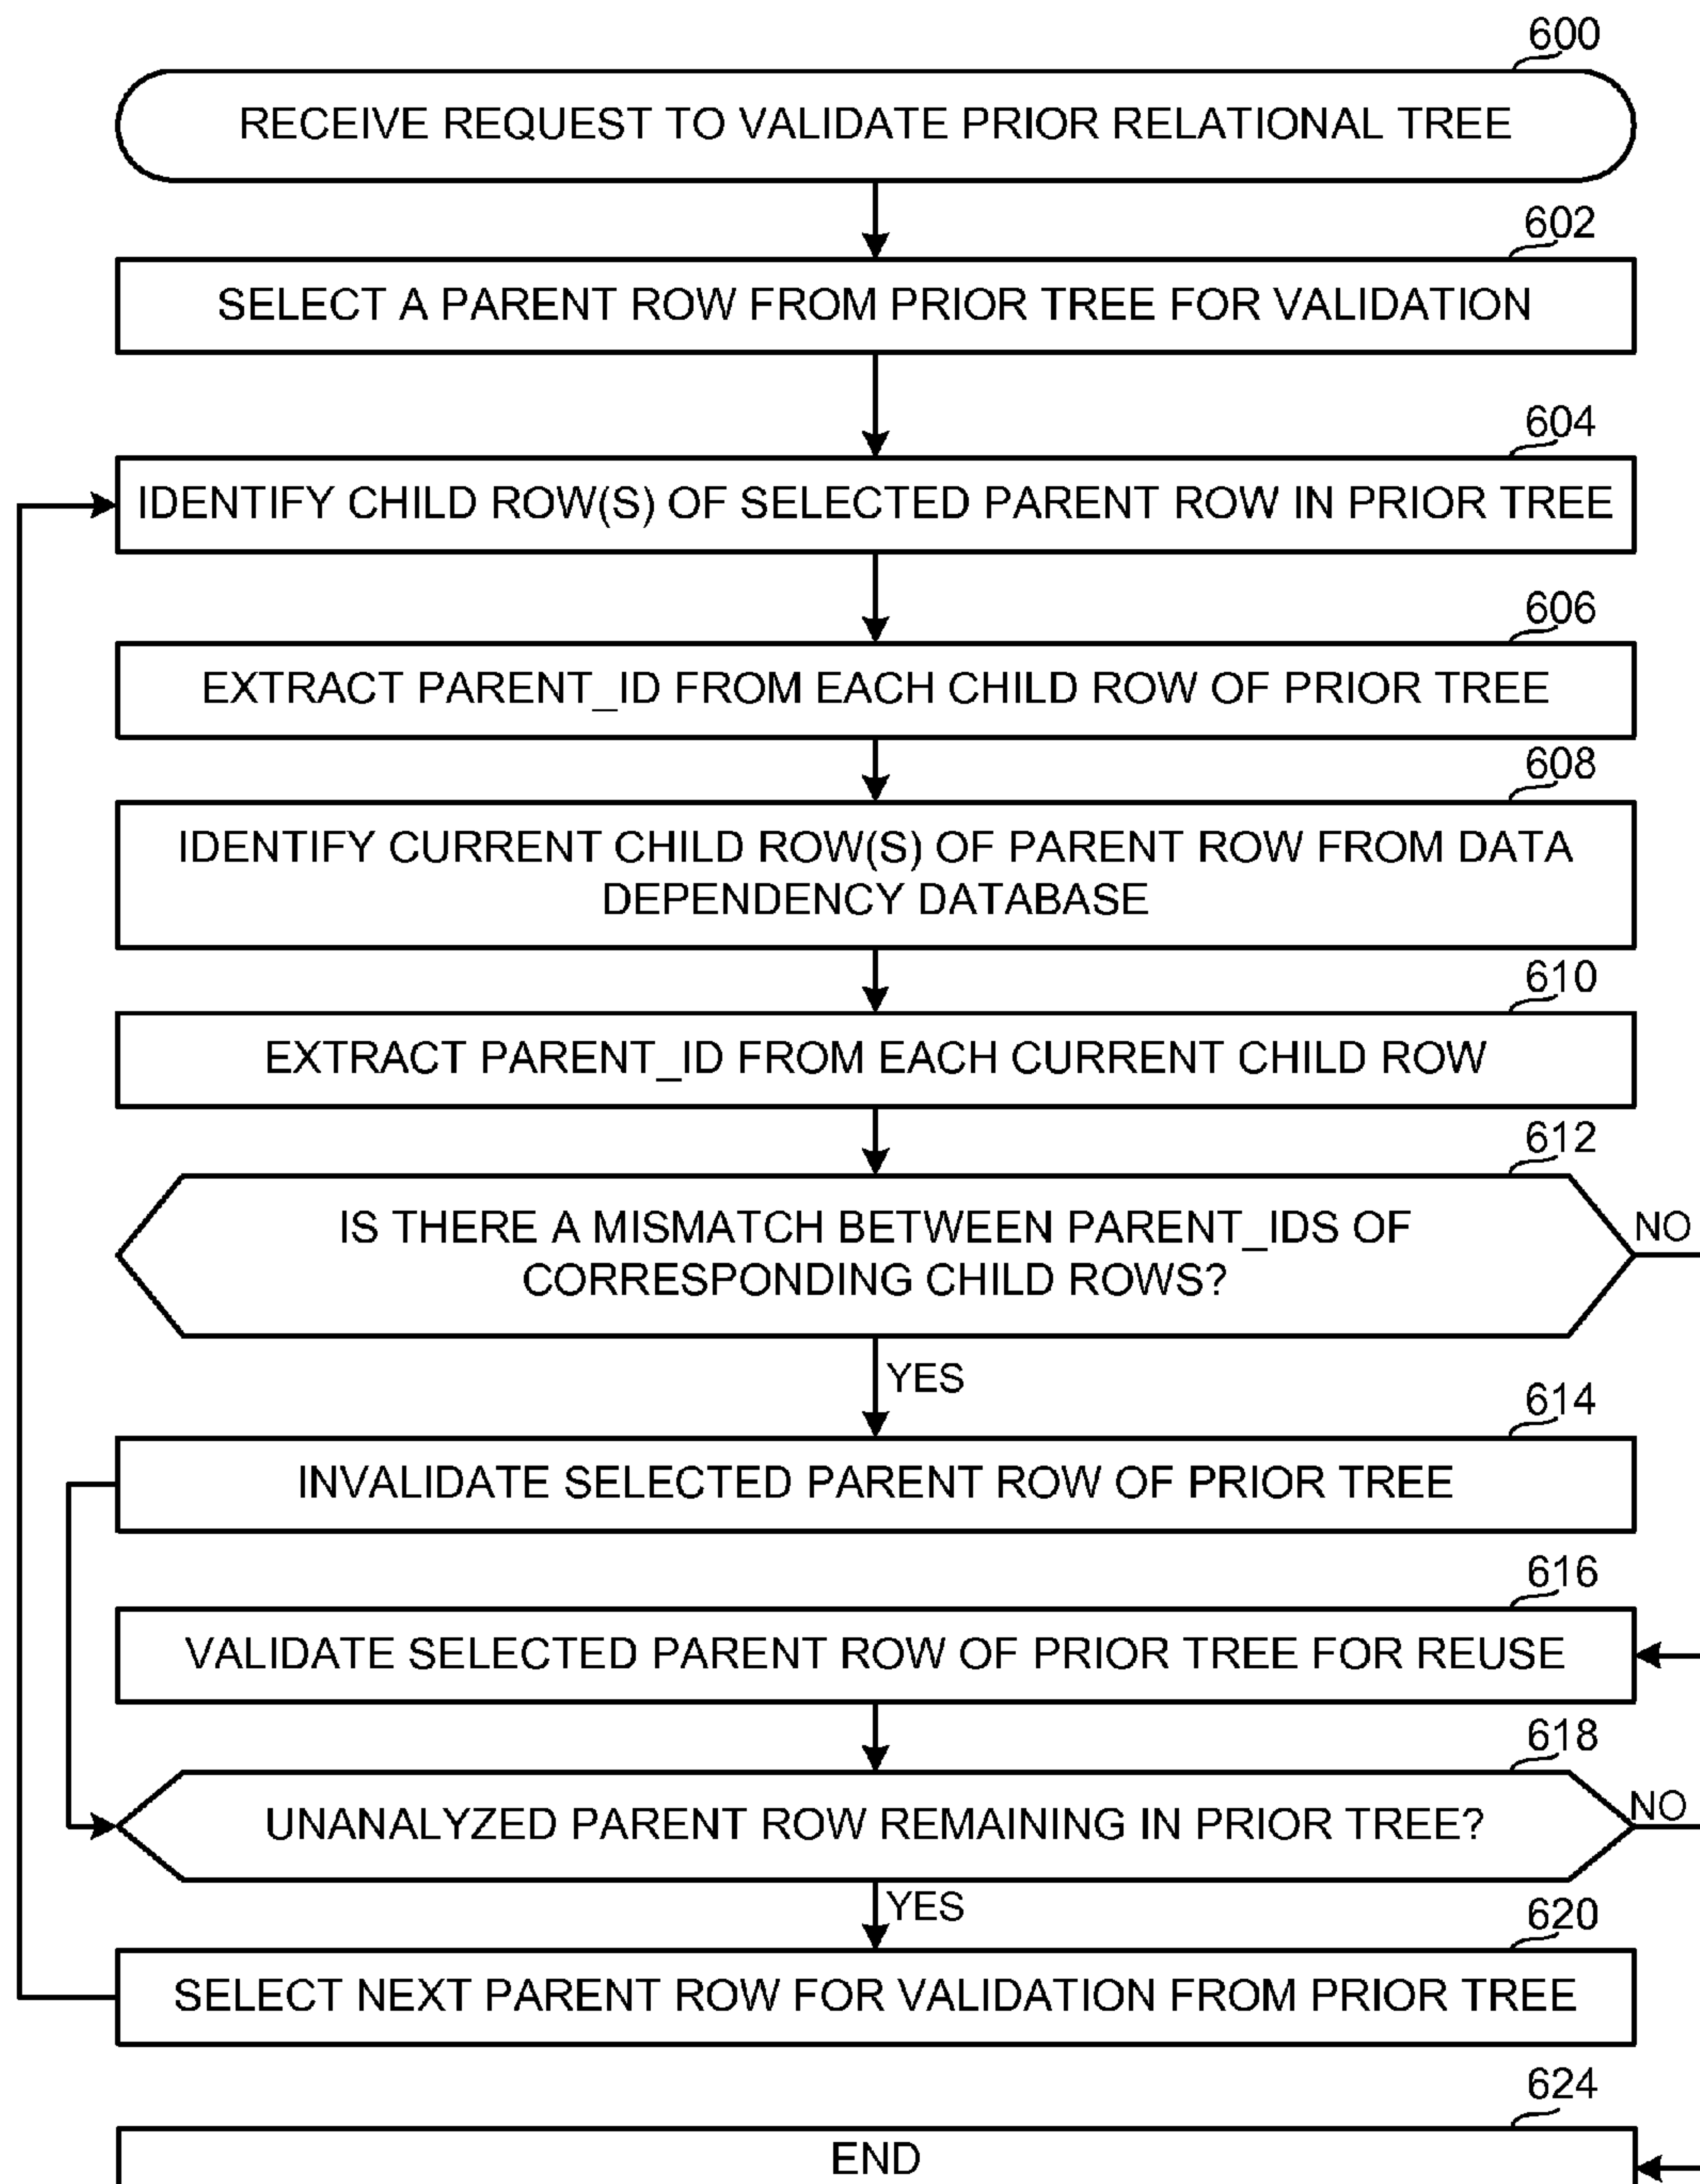 600
RECEIVE REQUEST TO VALIDATE PRIOR RELATIONAL TREE
602
SELECT A PARENT ROW FROM PRIOR TREE FOR VALIDATION
604
IDENTIFY CHILD ROW(S) OF SELECTED PARENT ROW IN PRIOR TREE
606
EXTRACT PARENT_ID FROM EACH CHILD ROW OF PRIOR TREE
608
IDENTIFY CURRENT CHILD ROW(S) OF PARENT ROW FROM DATA
DEPENDENCY DATABASE
610
EXTRACT PARENT_ID FROM EACH CURRENT CHILD ROW
612
IS THERE A MISMATCH BETWEEN PARENT_IDS OF
CORRESPONDING CHILD ROWS?
NO
YES
614
INVALIDATE SELECTED PARENT ROW OF PRIOR TREE
616
VALIDATE SELECTED PARENT ROW OF PRIOR TREE FOR REUSE
618
UNANALYZED PARENT ROW REMAINING IN PRIOR TREE?
NO
YES
620
SELECT NEXT PARENT ROW FOR VALIDATION FROM PRIOR TREE
624
END